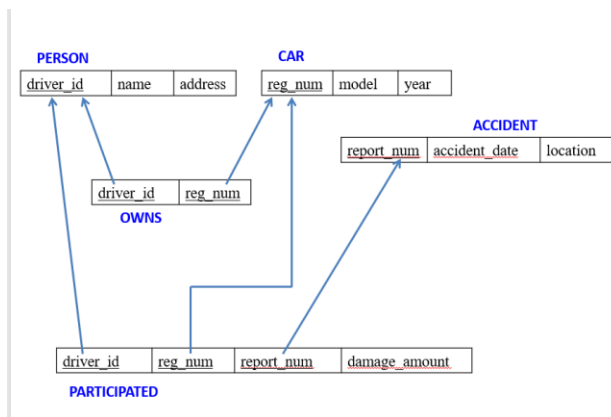 PERSON
CAR
driver_id name address
reg_num model year
ACCIDENT
report_num accident_date location
driver_id reg_num
OWNS
driver_id reg_num report_num damage_amount
PARTICIPATED